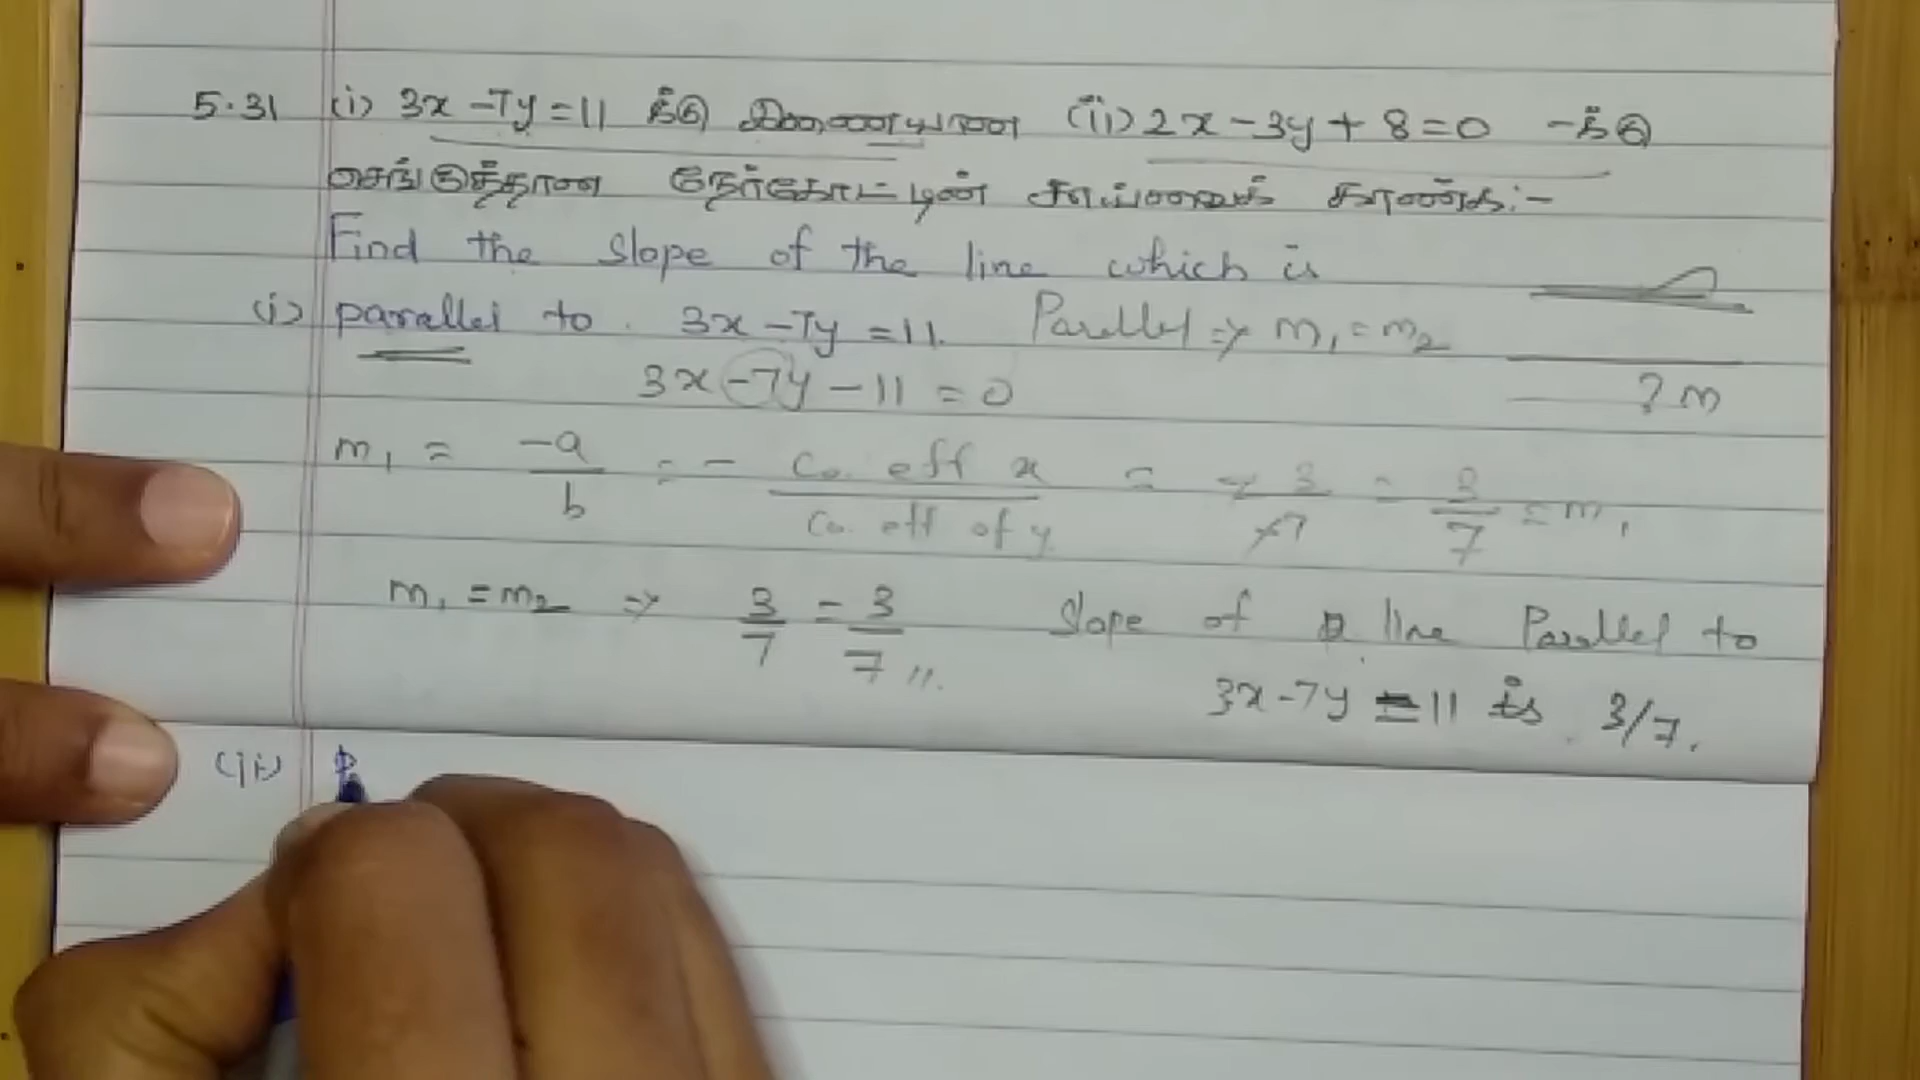 5.31 (i) 3x - 7y = 11 க்கு இணையான (ii) 2x - 3y + 8 = 0 -க்கு
செங்குத்தான நேர்கோட்டின் சாய்வைக் காண்க:-
Find the slope of the line which is
(i) parallel to. 3x - 7y = 11. Parallel => m₁ = m₂
3x - 7y - 11 = 0 ? m
m₁ = -a/b = - Co. eff x / Co. eff of y = - 3/-7 = 3/7 = m₁
m₁ = m₂ => 3/7 = 3/7 ,,. Slope of line Parallel to
3x - 7y = 11 is 3/7.
(ii)